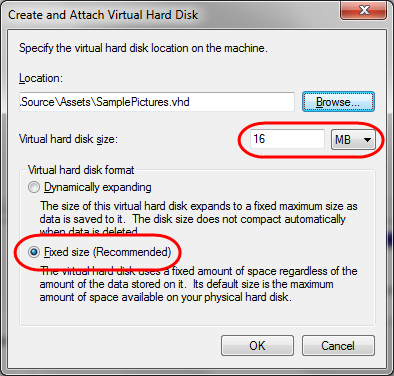 Create and Attach Virtual Hard Disk
Specify the virtual hard disk location on the machine.
Location:
.Source\Assets\SamplePictures.vhd
Browse...
Virtual hard disk size:
16
MB
Virtual hard disk format
Dynamically expanding
The size of this virtual hard disk expands to a fixed maximum size as
data is saved to it.  The disk size does not compact automatically
when data is deleted.
Fixed size (Recommended)
The virtual hard disk uses a fixed amount of space regardless of the
amount of the data stored on it.  Its default size is the maximum
amount of space available on your physical hard disk.
OK
Cancel